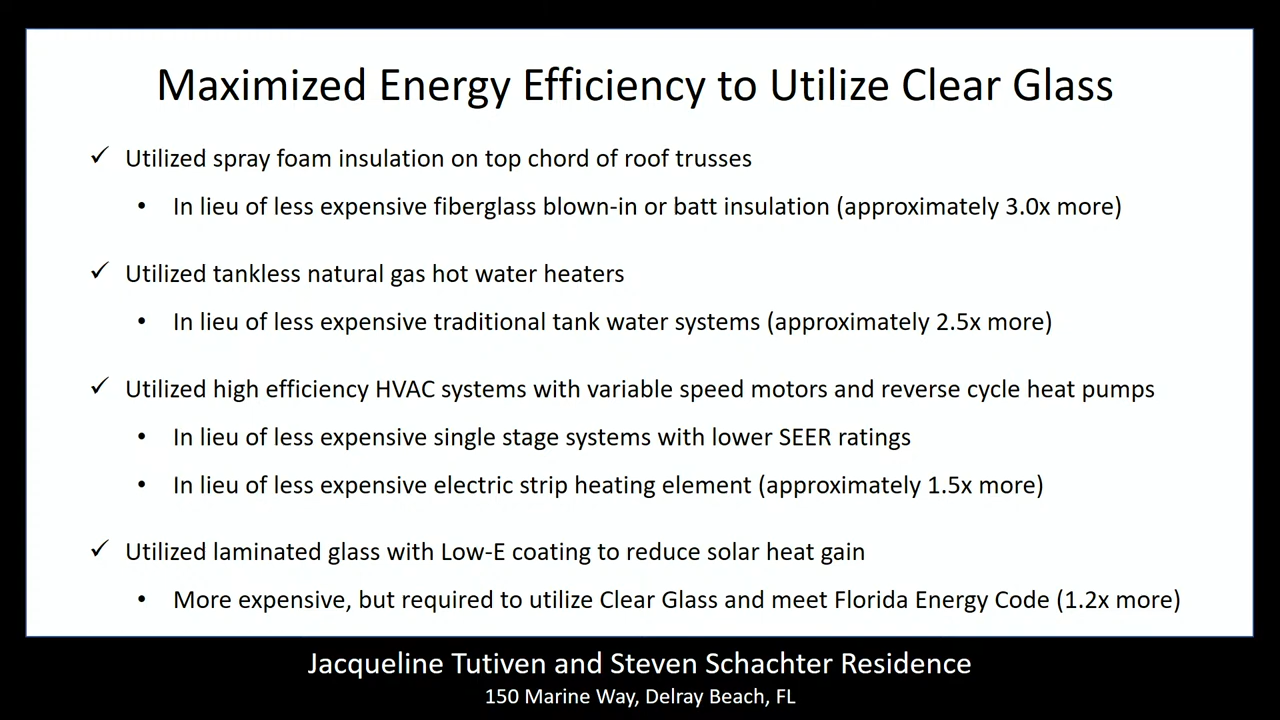 Maximized Energy Efficiency to Utilize Clear Glass
✓ Utilized spray foam insulation on top chord of roof trusses
• In lieu of less expensive fiberglass blown-in or batt insulation (approximately 3.0x more)
✓ Utilized tankless natural gas hot water heaters
• In lieu of less expensive traditional tank water systems (approximately 2.5x more)
✓ Utilized high efficiency HVAC systems with variable speed motors and reverse cycle heat pumps
• In lieu of less expensive single stage systems with lower SEER ratings
• In lieu of less expensive electric strip heating element (approximately 1.5x more)
✓ Utilized laminated glass with Low-E coating to reduce solar heat gain
• More expensive, but required to utilize Clear Glass and meet Florida Energy Code (1.2x more)
Jacqueline Tutiven and Steven Schachter Residence
150 Marine Way, Delray Beach, FL